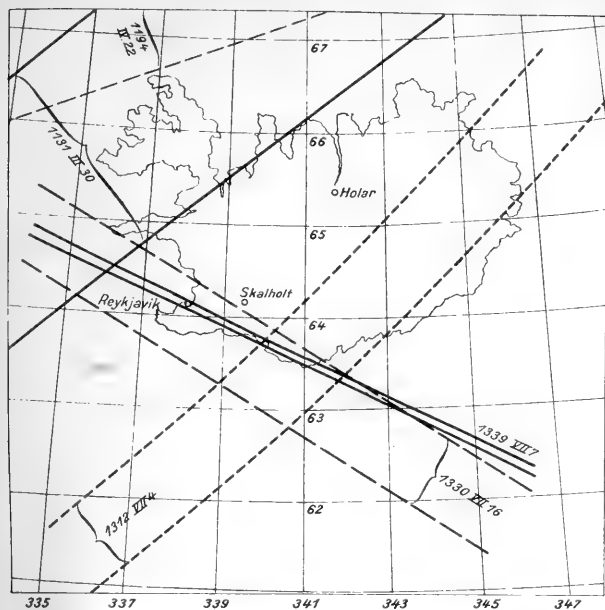 1194
IV 22
67
1131 III 30
66
Holar
65
Skalholt
Reykjavik
64
63
1339 VII 7
1330 VII 16
1312 VII 4
62
335 337 339 341 343 345 347